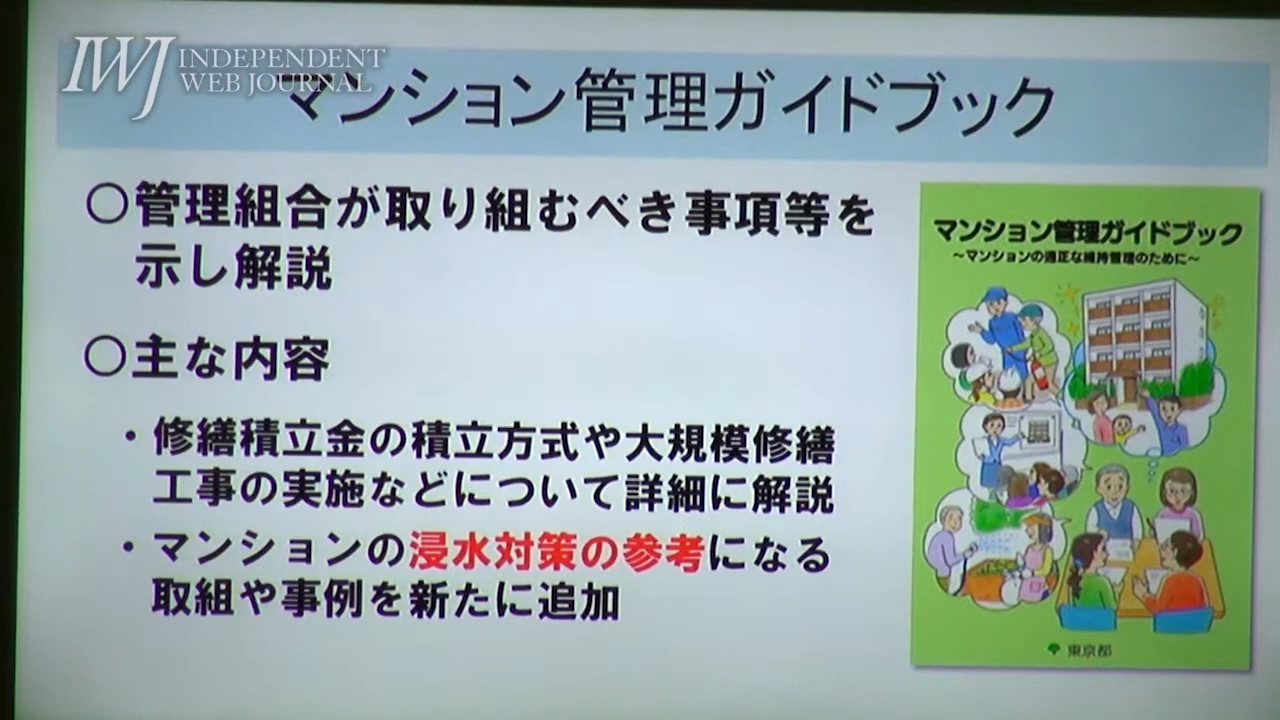 IWJ INDEPENDENT
WEB JOURNAL
マンション管理ガイドブック
○管理組合が取り組むべき事項等を
示し解説
○主な内容
・修繕積立金の積立方式や大規模修繕
工事の実施などについて詳細に解説
・マンションの浸水対策の参考になる
取組や事例を新たに追加
マンション管理ガイドブック
～マンションの適正な維持管理のために～
東京都